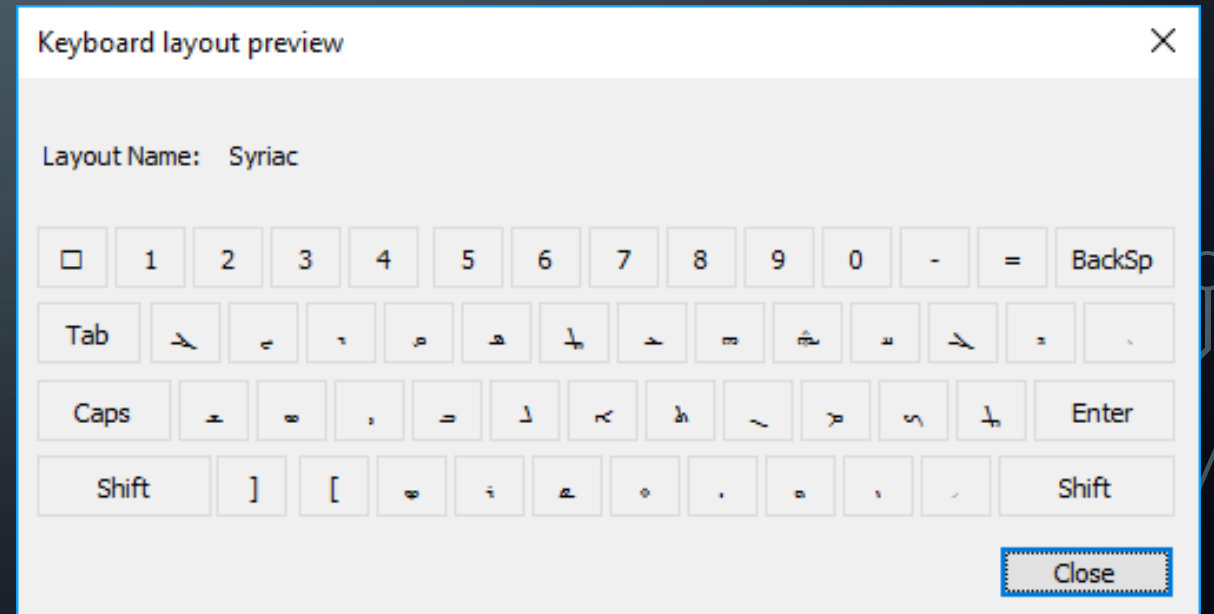 Keyboard layout preview
Layout Name: Syriac
1 2 3 4 5 6 7 8 9 0 - = BackSp
Tab ܔ ܨ ܖ ܩ ܦ ܜ ܥ ܗ ܞ ܚ ܓ ܕ ܆
Caps ܫ ܣ ܝ ܒ ܠ ܐ ܬ ܢ ܡ ܟ ܛ Enter
Shift ] [ ܤ ܪ ܧ ܀ . ܘ ܙ ܇ Shift
Close